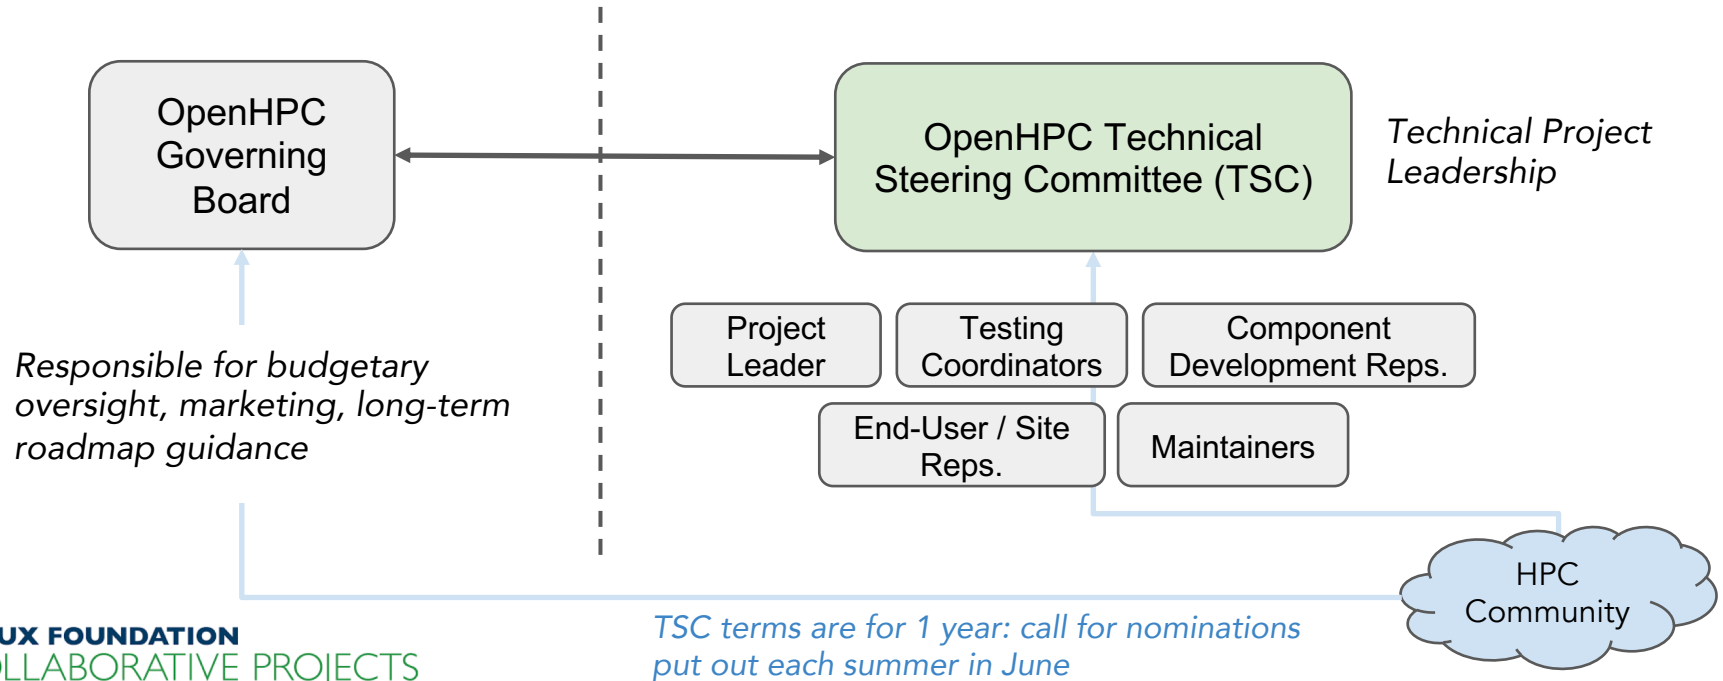 OpenHPC
Governing
Board
OpenHPC Technical
Steering Committee (TSC)
Technical Project
Leadership
Project
Leader
Testing
Coordinators
Component
Development Reps.
End-User / Site
Reps.
Maintainers
Responsible for budgetary
oversight, marketing, long-term
roadmap guidance
HPC
Community
TSC terms are for 1 year: call for nominations
put out each summer in June
UX FOUNDATION
OLLABORATIVE PROJECTS